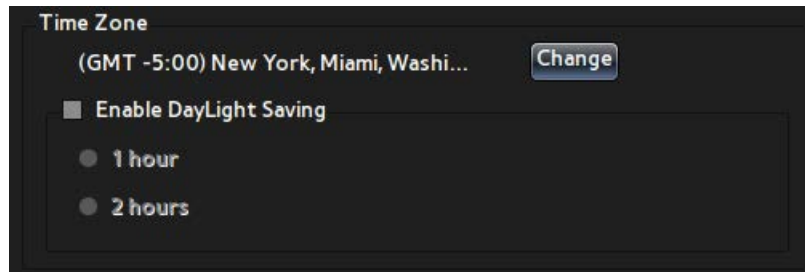 Time Zone
(GMT -5:00) New York, Miami, Washi... Change
Enable DayLight Saving
1 hour
2 hours